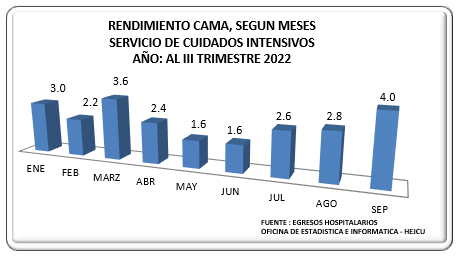 RENDIMIENTO CAMA, SEGUN MESES
SERVICIO DE CUIDADOS INTENSIVOS
AÑO: AL III TRIMESTRE 2022
3.0
2.2
3.6
2.4
1.6
1.6
2.6
2.8
4.0
ENE
FEB
MARZ
ABR
MAY
JUN
JUL
AGO
SEP
FUENTE : EGRESOS HOSPITALARIOS
OFICINA DE ESTADISTICA E INFORMATICA - HEJCU